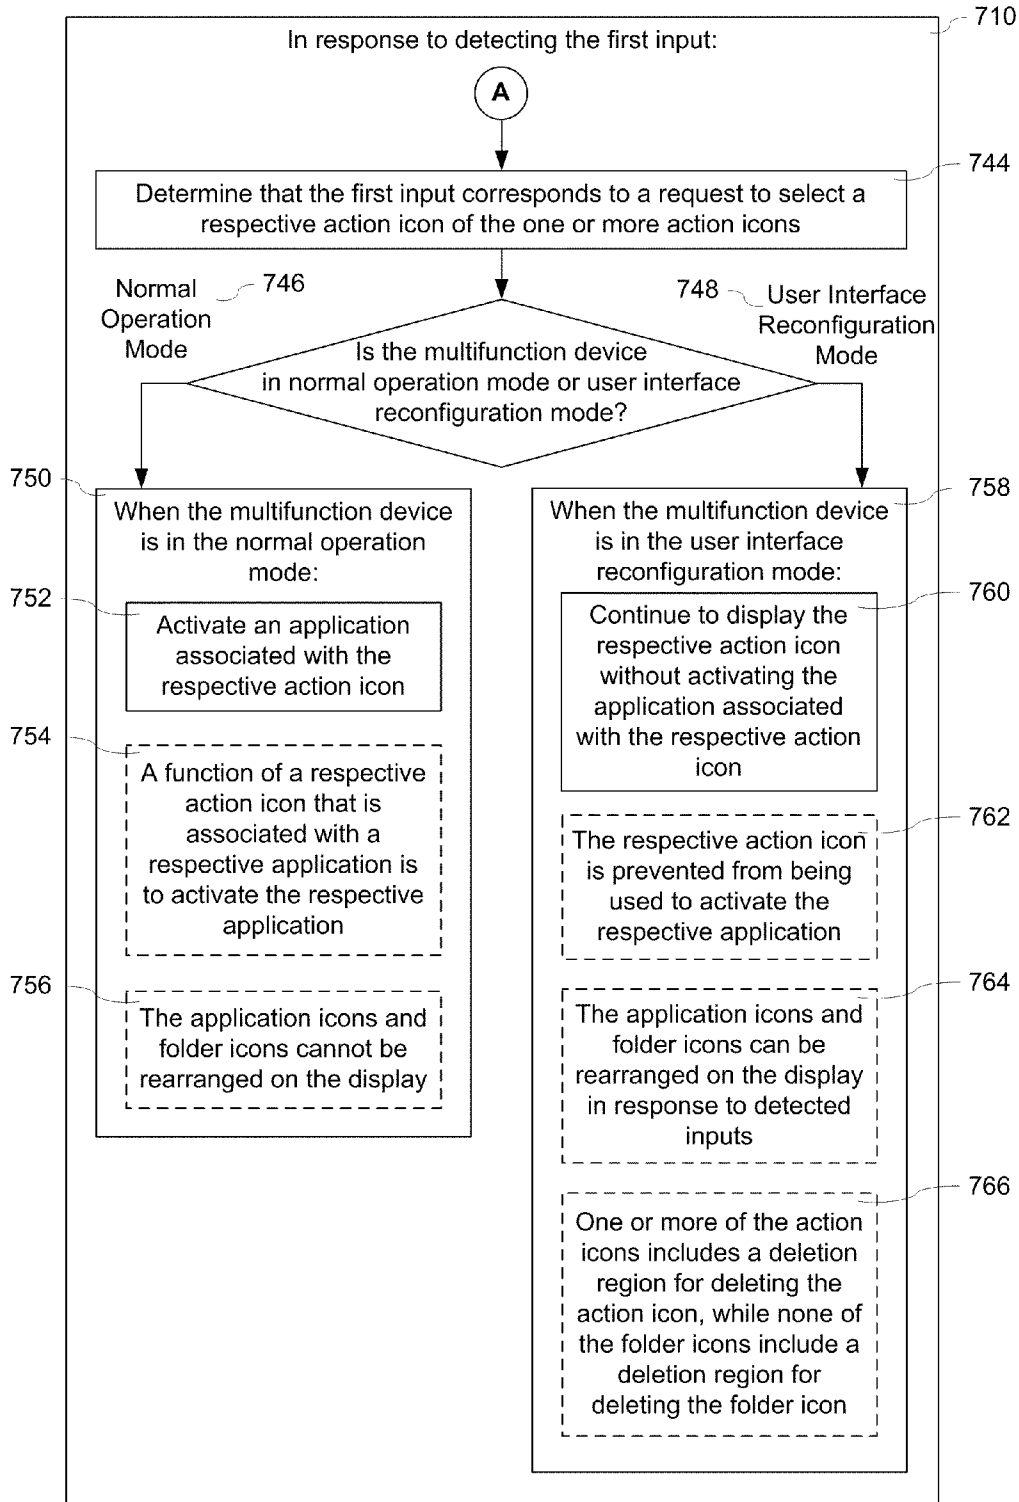 710
In response to detecting the first input:
A
744
Determine that the first input corresponds to a request to select a
respective action icon of the one or more action icons
Normal
Operation
Mode
746
748
User Interface
Reconfiguration
Mode
Is the multifunction device
in normal operation mode or user interface
reconfiguration mode?
750
When the multifunction device
is in the normal operation
mode:
752
Activate an application
associated with the
respective action icon
754
A function of a respective
action icon that is
associated with a
respective application is
to activate the respective
application
756
The application icons and
folder icons cannot be
rearranged on the display
758
When the multifunction device
is in the user interface
reconfiguration mode:
760
Continue to display the
respective action icon
without activating the
application associated
with the respective action
icon
762
The respective action icon
is prevented from being
used to activate the
respective application
764
The application icons and
folder icons can be
rearranged on the display
in response to detected
inputs
766
One or more of the action
icons includes a deletion
region for deleting the
action icon, while none of
the folder icons include a
deletion region for
deleting the folder icon